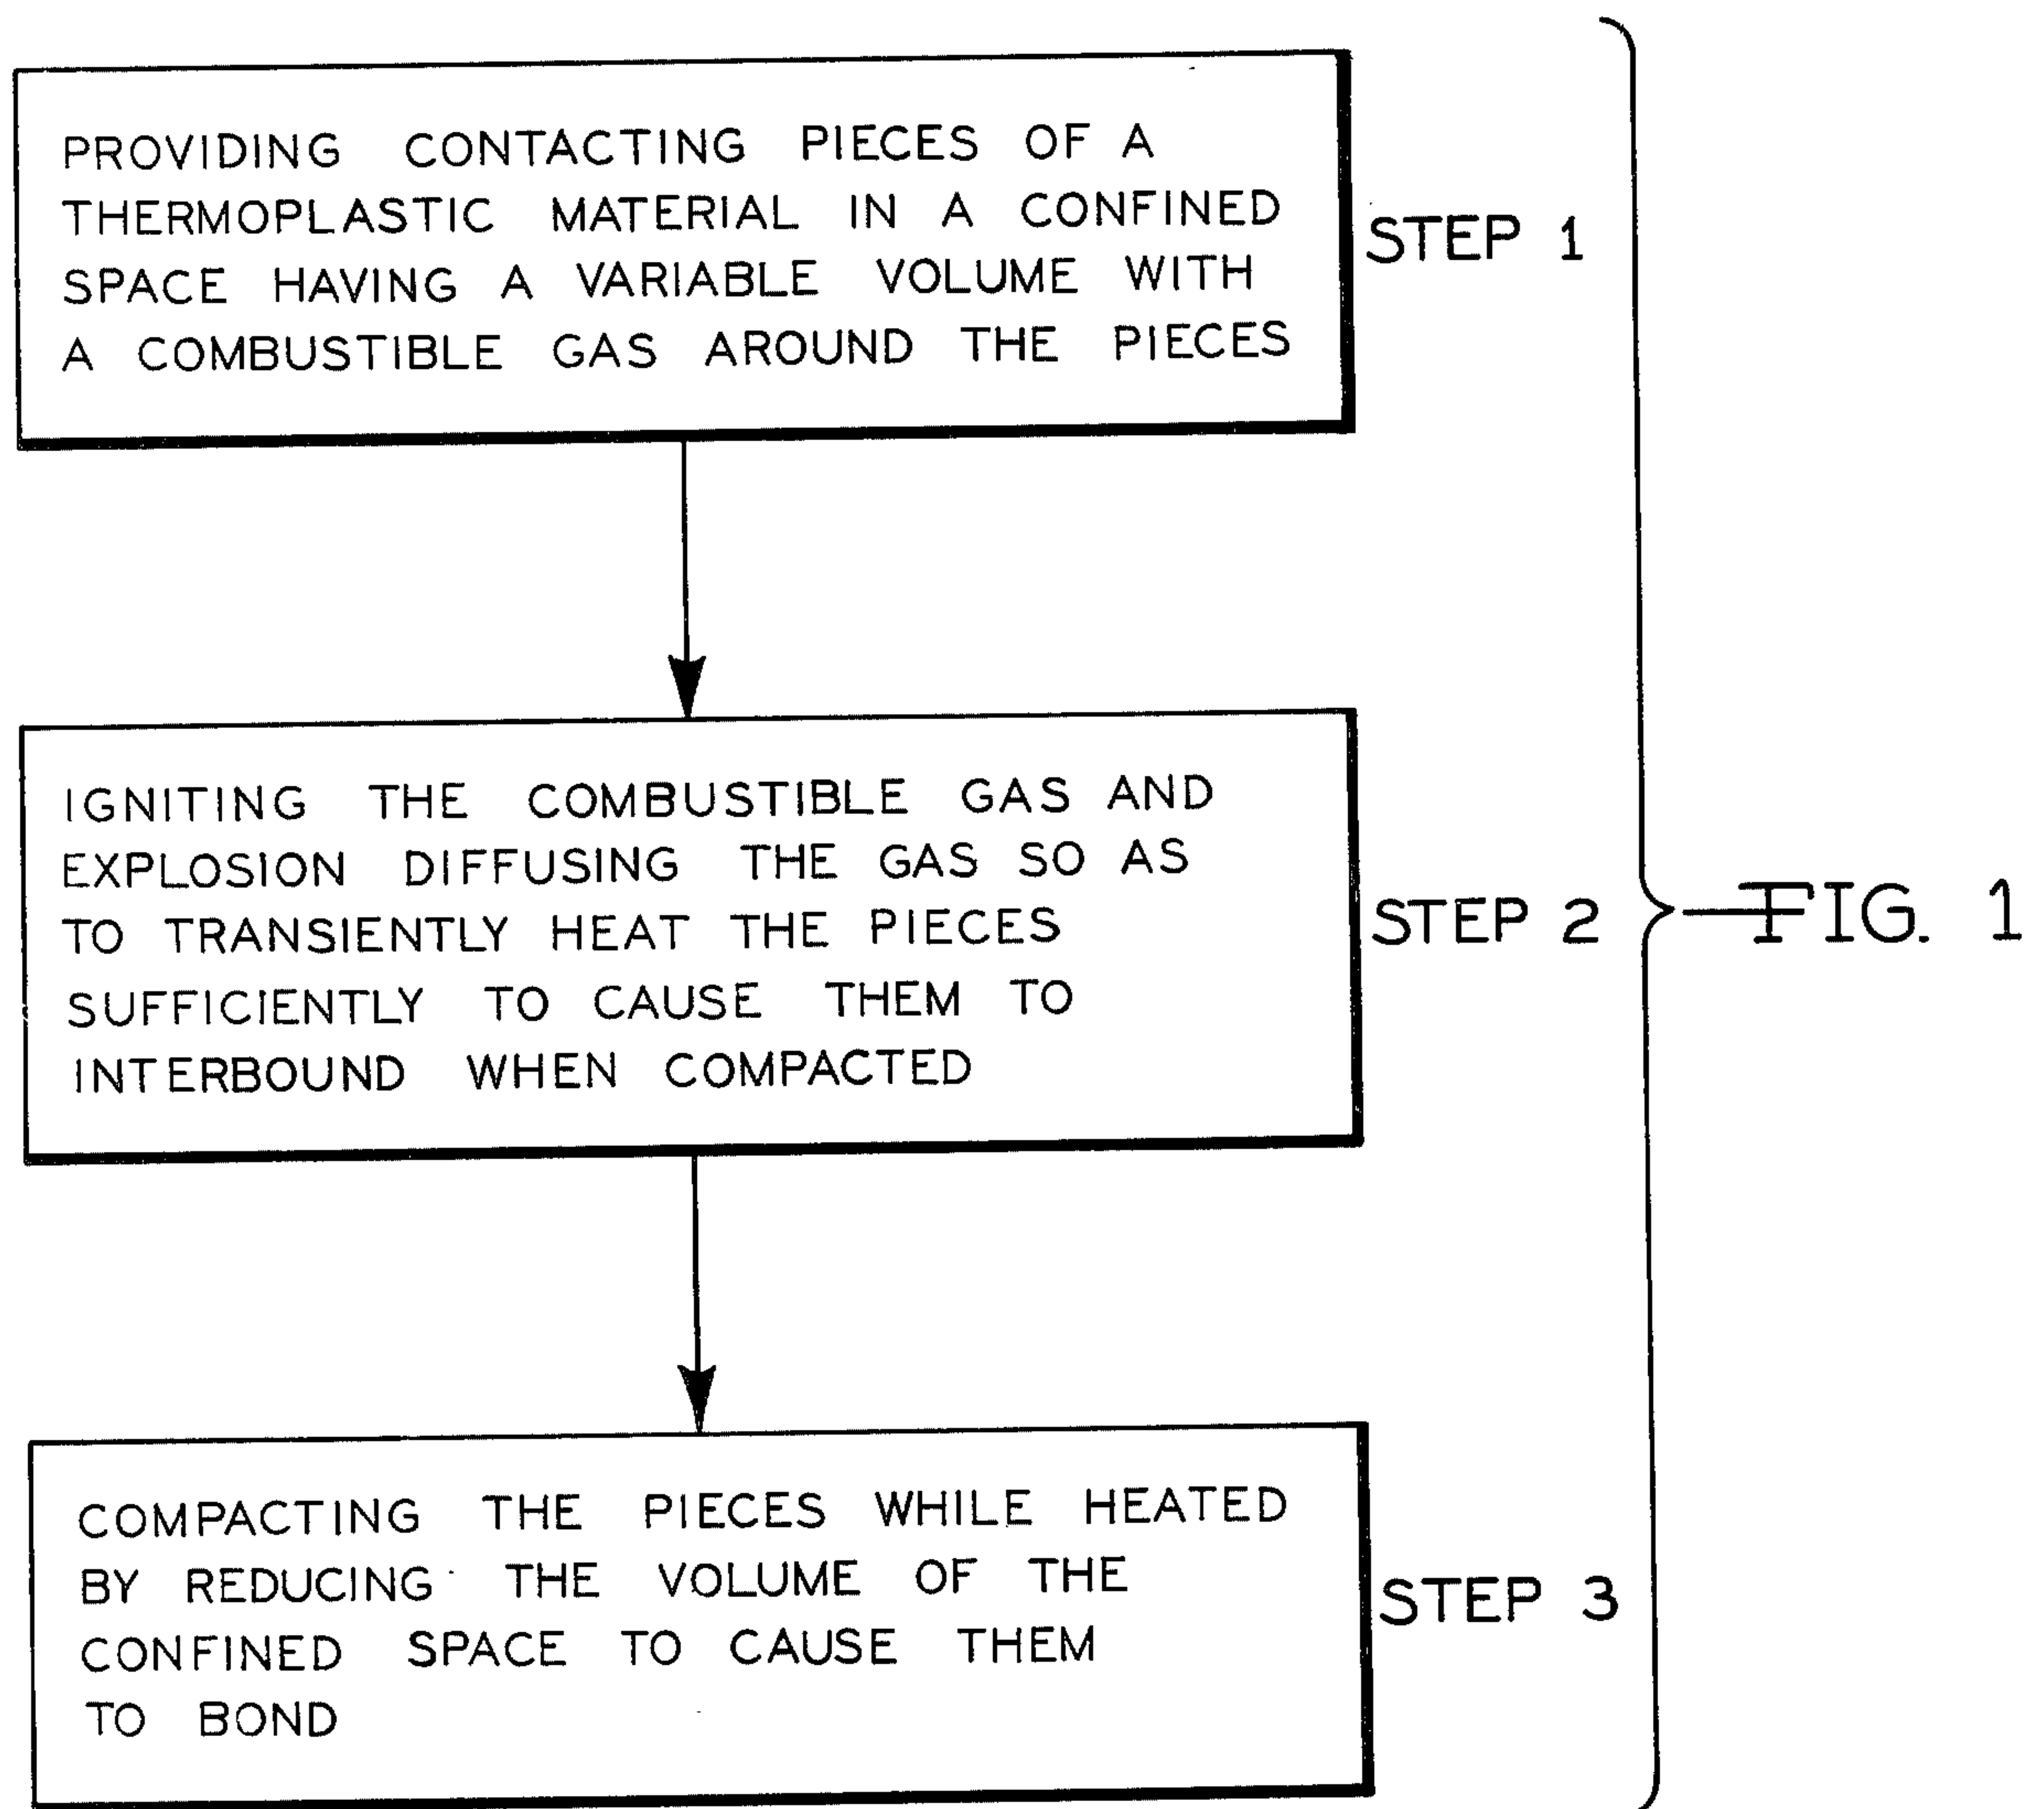 PROVIDING CONTACTING PIECES OF A
THERMOPLASTIC MATERIAL IN A CONFINED
SPACE HAVING A VARIABLE VOLUME WITH
A COMBUSTIBLE GAS AROUND THE PIECES
STEP 1
IGNITING THE COMBUSTIBLE GAS AND
EXPLOSION DIFFUSING THE GAS SO AS
TO TRANSIENTLY HEAT THE PIECES
SUFFICIENTLY TO CAUSE THEM TO
INTERBOUND WHEN COMPACTED
STEP 2
FIG. 1
COMPACTING THE PIECES WHILE HEATED
BY REDUCING THE VOLUME OF THE
CONFINED SPACE TO CAUSE THEM
TO BOND
STEP 3